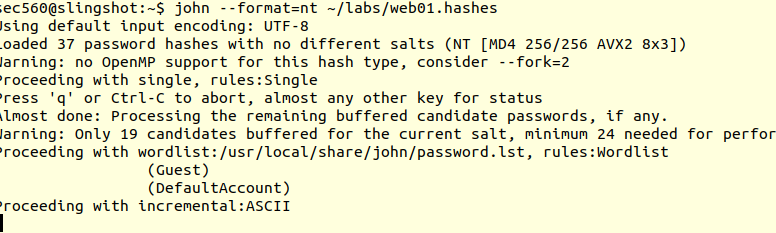 sec560@slingshot:~$ john --format=nt ~/labs/web01.hashes
Using default input encoding: UTF-8
Loaded 37 password hashes with no different salts (NT [MD4 256/256 AVX2 8x3])
Warning: no OpenMP support for this hash type, consider --fork=2
Proceeding with single, rules:Single
Press 'q' or Ctrl-C to abort, almost any other key for status
Almost done: Processing the remaining buffered candidate passwords, if any.
Warning: Only 19 candidates buffered for the current salt, minimum 24 needed for perfor
Proceeding with wordlist:/usr/local/share/john/password.lst, rules:Wordlist
(Guest)
(DefaultAccount)
Proceeding with incremental:ASCII